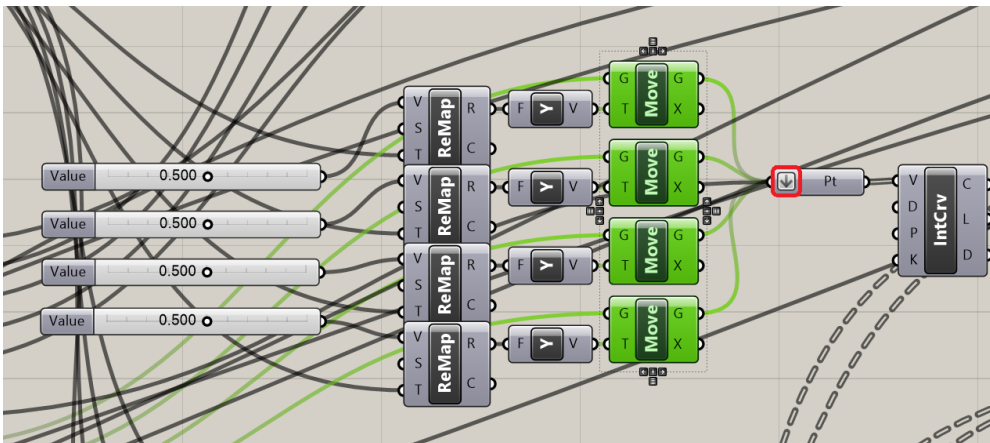 G Move G
T X
V ReMap R
S
T C
F Y V
Value 0.500
G Move G
T X
V ReMap R
S
T C
F Y V
Value 0.500
Pt
V IntCrv C
D L
P
K D
G Move G
T X
V ReMap R
S
T C
F Y V
Value 0.500
G Move G
T X
V ReMap R
S
T C
F Y V
Value 0.500